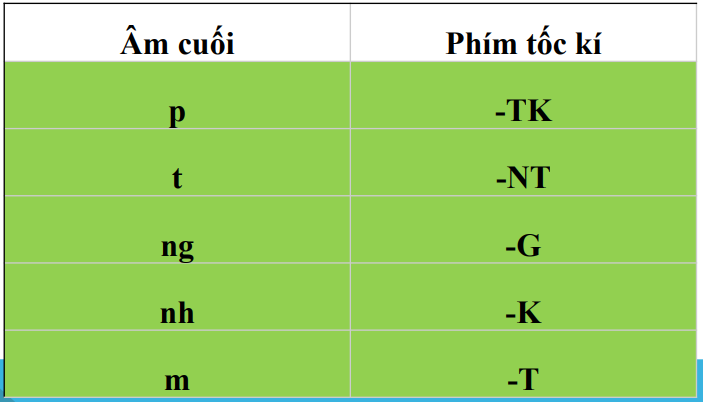 Âm cuối Phím tốc kí
p -TK
t -NT
ng -G
nh -K
m -T